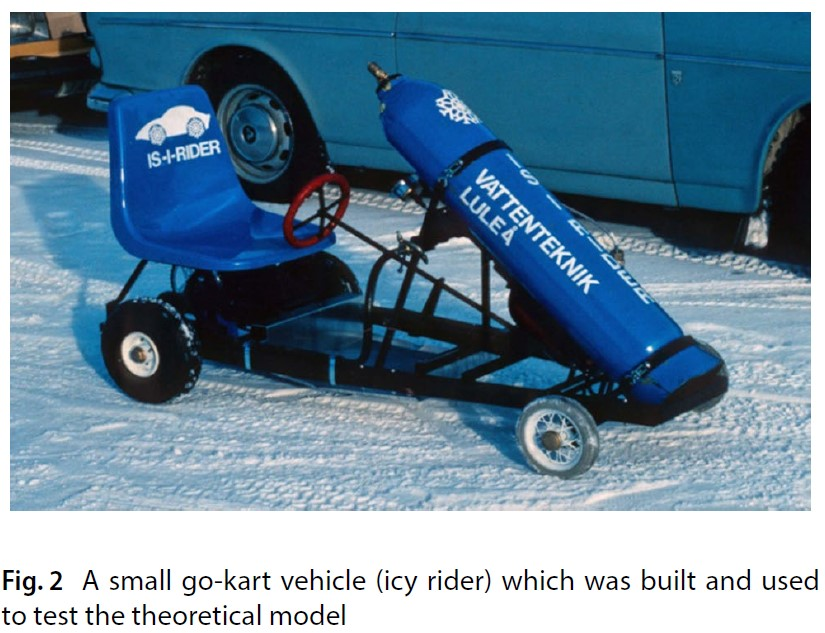 IS-I-RIDER
VATTENTEKNIK
LULEÅ
Fig. 2 A small go-kart vehicle (icy rider) which was built and used
to test the theoretical model